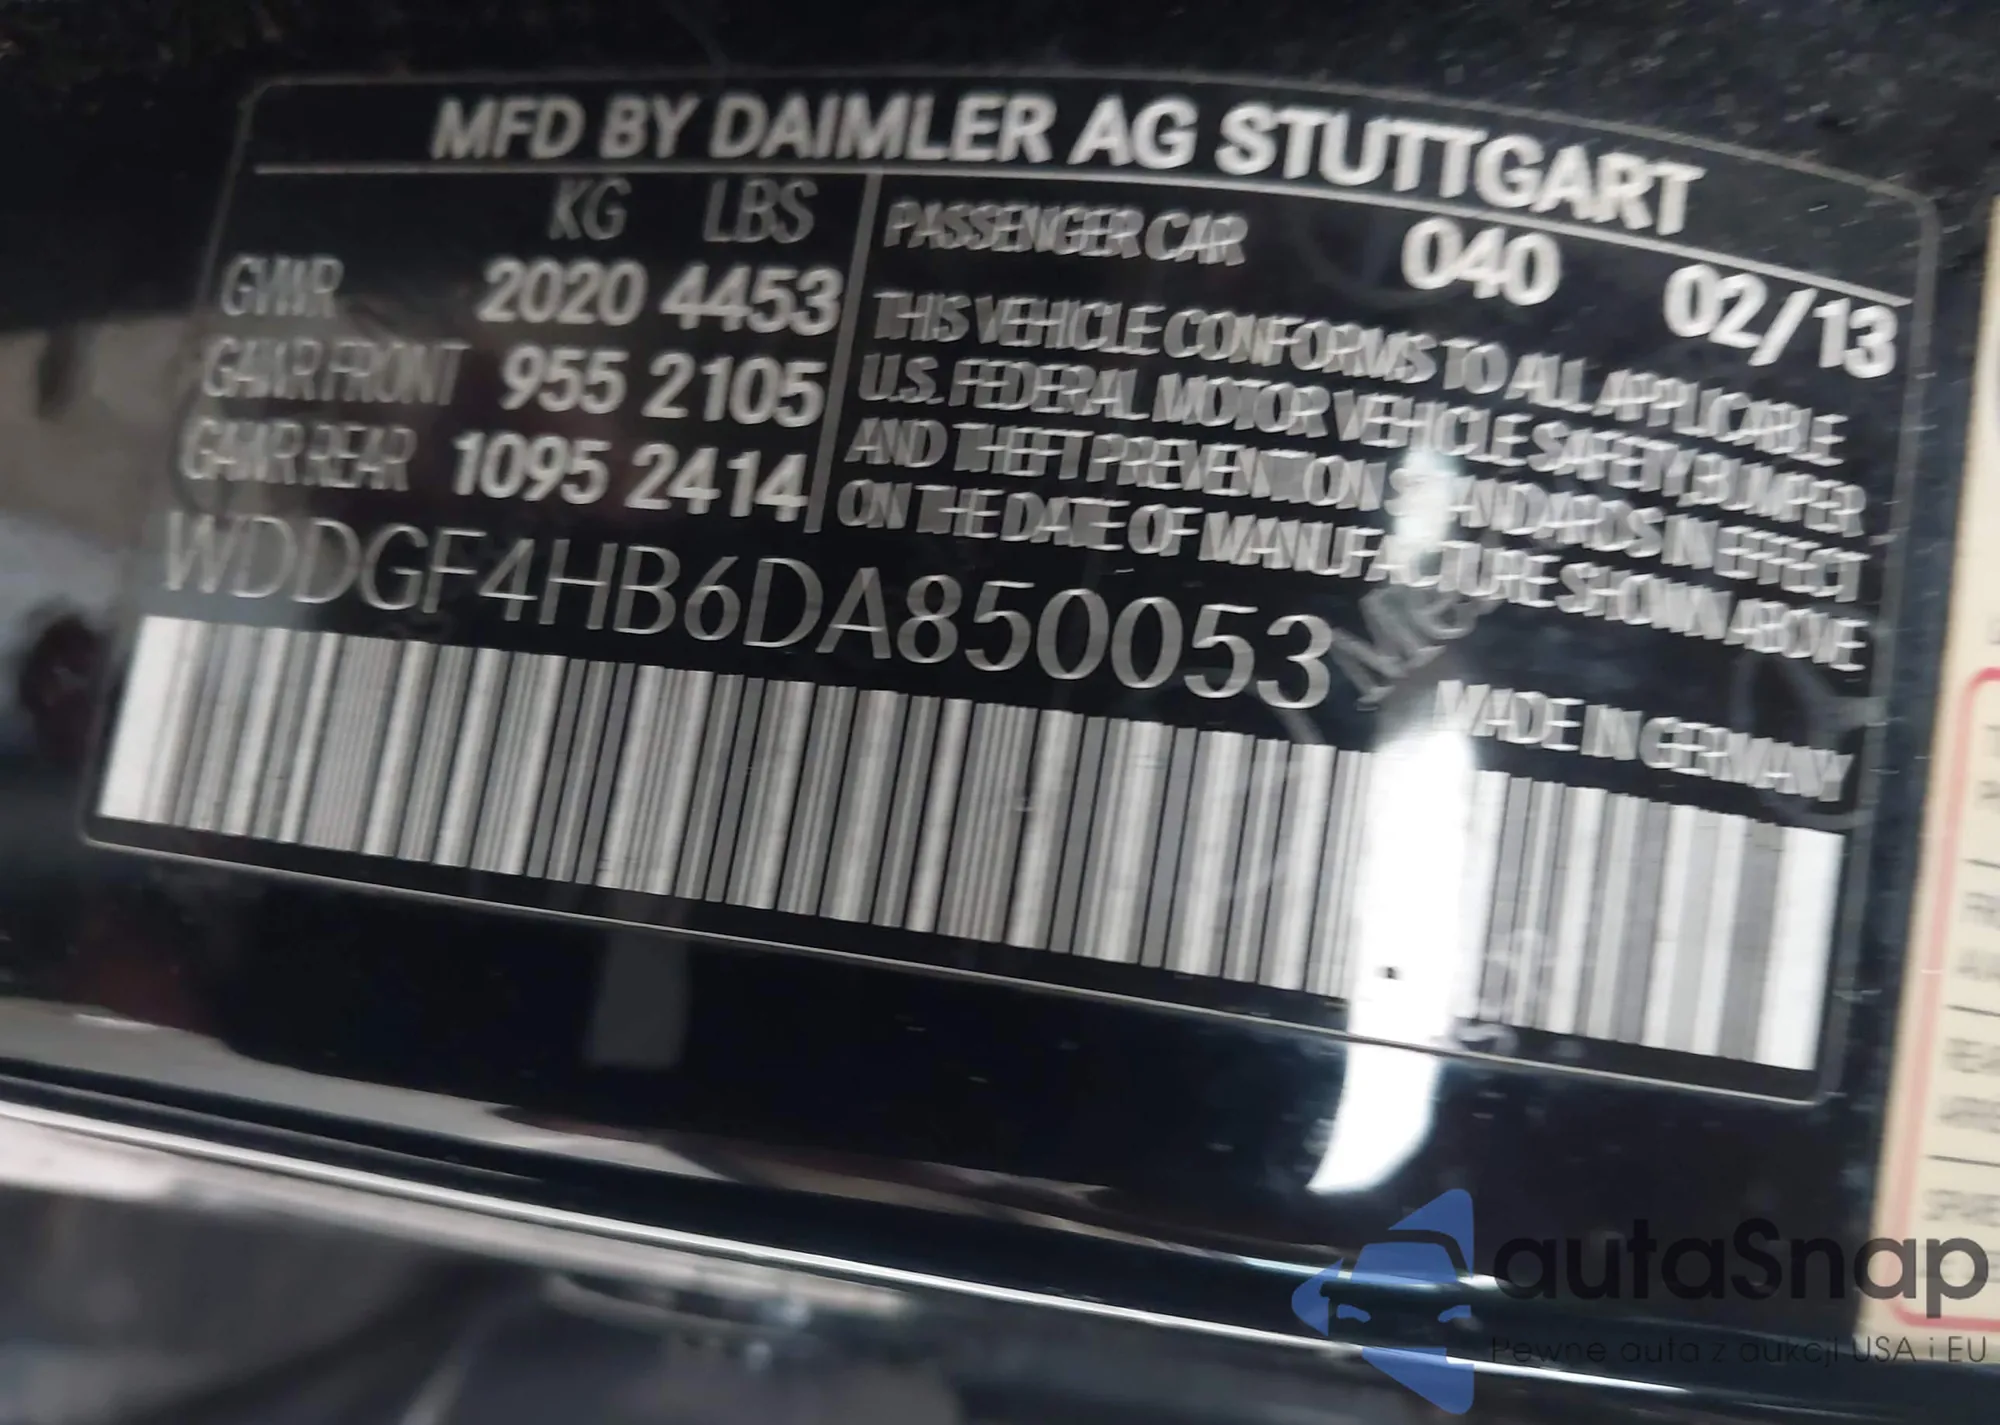 MFD BY DAIMLER AG STUTTGART
KG LBS
GVWR 2020 4453
GAWR FRONT 955 2105
GAWR REAR 1095 2414
PASSENGER CAR 040 02/13
THIS VEHICLE CONFORMS TO ALL APPLICABLE
U.S. FEDERAL MOTOR VEHICLE SAFETY, BUMPER
AND THEFT PREVENTION STANDARDS IN EFFECT
ON THE DATE OF MANUFACTURE SHOWN ABOVE
WDDGF4HB6DA850053
MADE IN GERMANY
autaSnap
Pewne auta z aukcji USA i EU